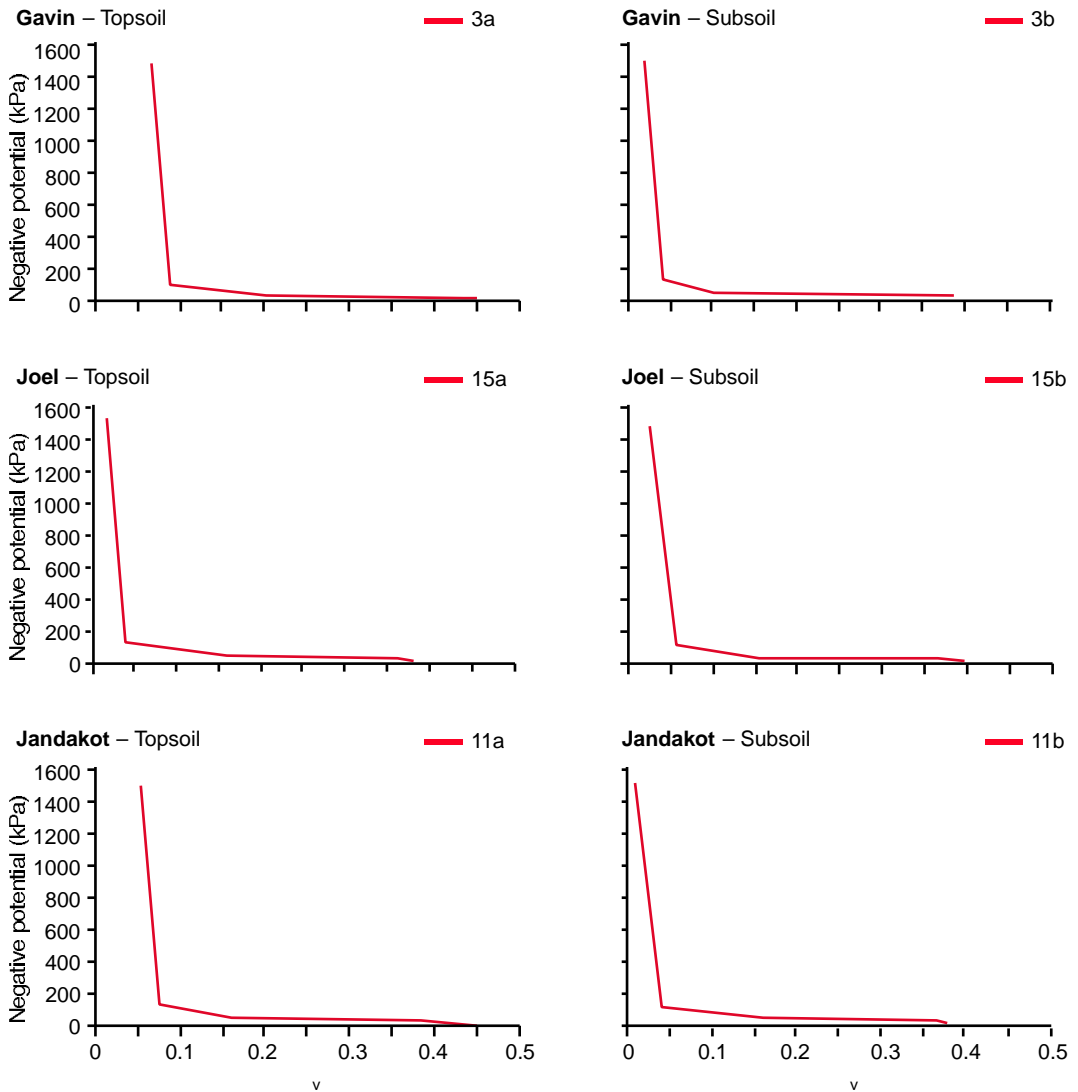 Gavin – Topsoil
3a
Negative potential (kPa)
1600
1400
1200
1000
800
600
400
200
0
Gavin – Subsoil
3b
Joel – Topsoil
15a
Negative potential (kPa)
1600
1400
1200
1000
800
600
400
200
0
Joel – Subsoil
15b
Jandakot – Topsoil
11a
Negative potential (kPa)
1600
1400
1200
1000
800
600
400
200
0
0 0.1 0.2 0.3 0.4 0.5
v
Jandakot – Subsoil
11b
0 0.1 0.2 0.3 0.4 0.5
v